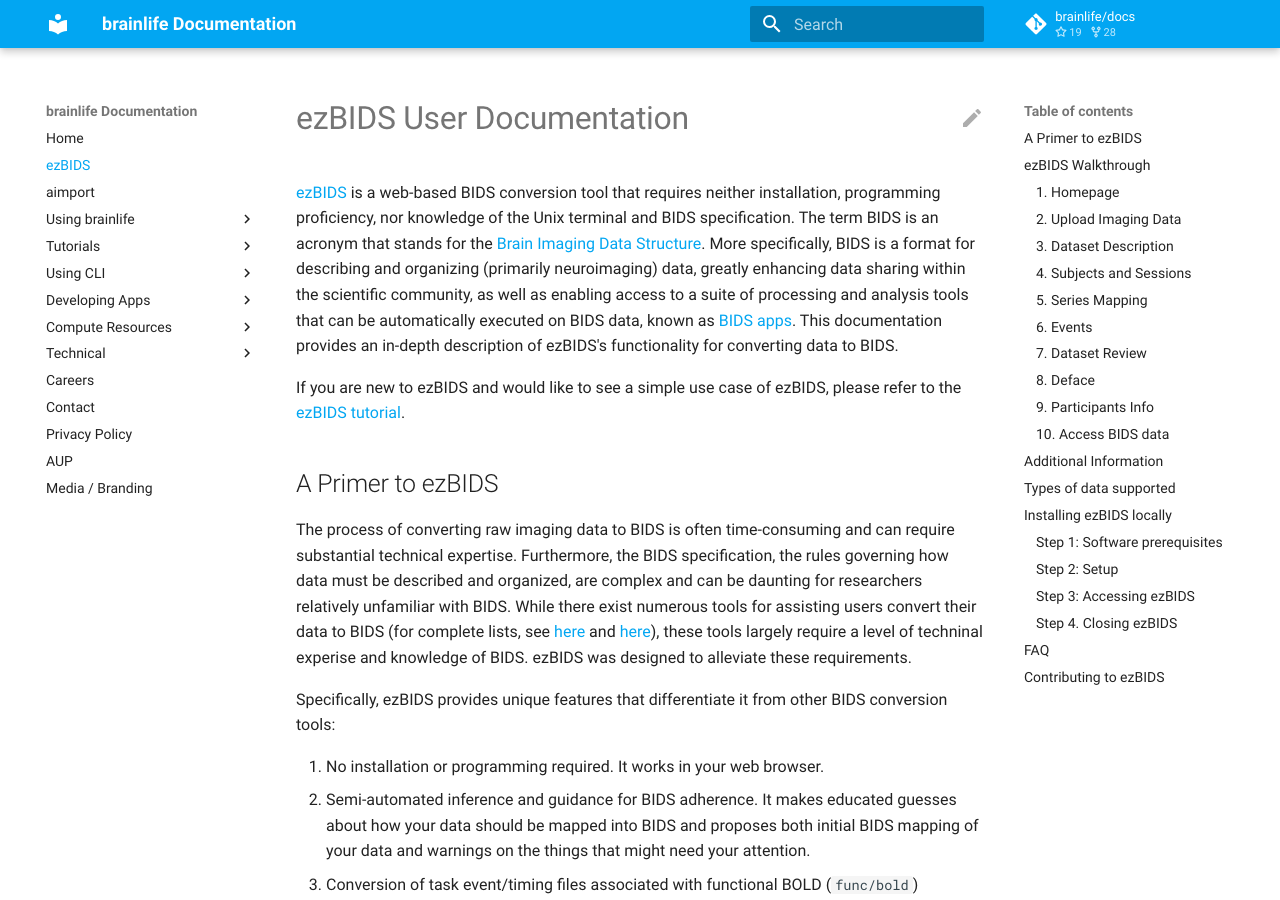 brainlife Documentation
Search
brainlife/docs
19 28
brainlife Documentation
Home
ezBIDS
aimport
Using brainlife
Tutorials
Using CLI
Developing Apps
Compute Resources
Technical
Careers
Contact
Privacy Policy
AUP
Media / Branding
ezBIDS User Documentation
ezBIDS is a web-based BIDS conversion tool that requires neither installation, programming
proficiency, nor knowledge of the Unix terminal and BIDS specification. The term BIDS is an
acronym that stands for the Brain Imaging Data Structure. More specifically, BIDS is a format for
describing and organizing (primarily neuroimaging) data, greatly enhancing data sharing within
the scientific community, as well as enabling access to a suite of processing and analysis tools
that can be automatically executed on BIDS data, known as BIDS apps. This documentation
provides an in-depth description of ezBIDS's functionality for converting data to BIDS.
If you are new to ezBIDS and would like to see a simple use case of ezBIDS, please refer to the
ezBIDS tutorial.
A Primer to ezBIDS
The process of converting raw imaging data to BIDS is often time-consuming and can require
substantial technical expertise. Furthermore, the BIDS specification, the rules governing how
data must be described and organized, are complex and can be daunting for researchers
relatively unfamiliar with BIDS. While there exist numerous tools for assisting users convert their
data to BIDS (for complete lists, see here and here), these tools largely require a level of techninal
experise and knowledge of BIDS. ezBIDS was designed to alleviate these requirements.
Specifically, ezBIDS provides unique features that differentiate it from other BIDS conversion
tools:
1. No installation or programming required. It works in your web browser.
2. Semi-automated inference and guidance for BIDS adherence. It makes educated guesses
about how your data should be mapped into BIDS and proposes both initial BIDS mapping of
your data and warnings on the things that might need your attention.
3. Conversion of task event/timing files associated with functional BOLD ( func/bold )
Table of contents
A Primer to ezBIDS
ezBIDS Walkthrough
1. Homepage
2. Upload Imaging Data
3. Dataset Description
4. Subjects and Sessions
5. Series Mapping
6. Events
7. Dataset Review
8. Deface
9. Participants Info
10. Access BIDS data
Additional Information
Types of data supported
Installing ezBIDS locally
Step 1: Software prerequisites
Step 2: Setup
Step 3: Accessing ezBIDS
Step 4. Closing ezBIDS
FAQ
Contributing to ezBIDS